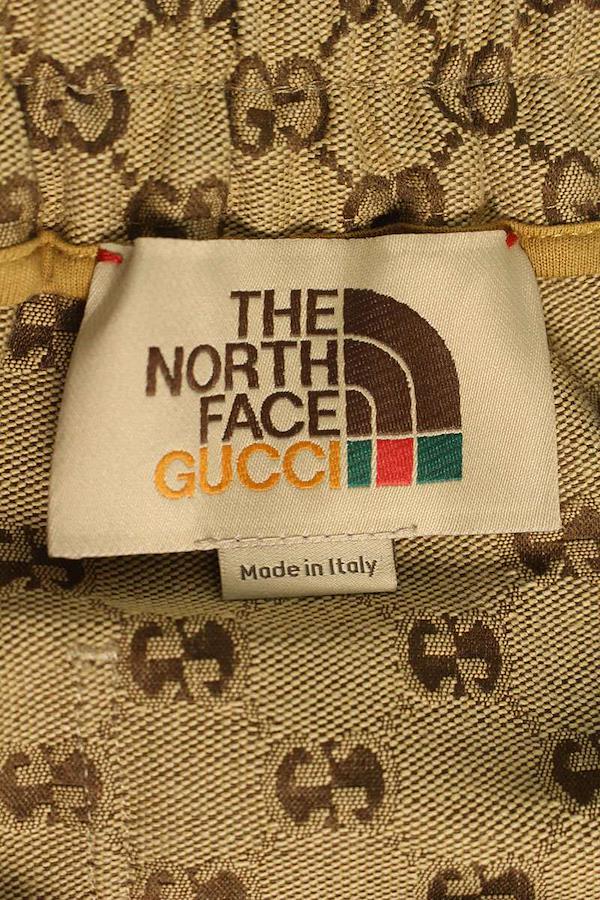 THE
NORTH
FACE
GUCCI
Made in Italy